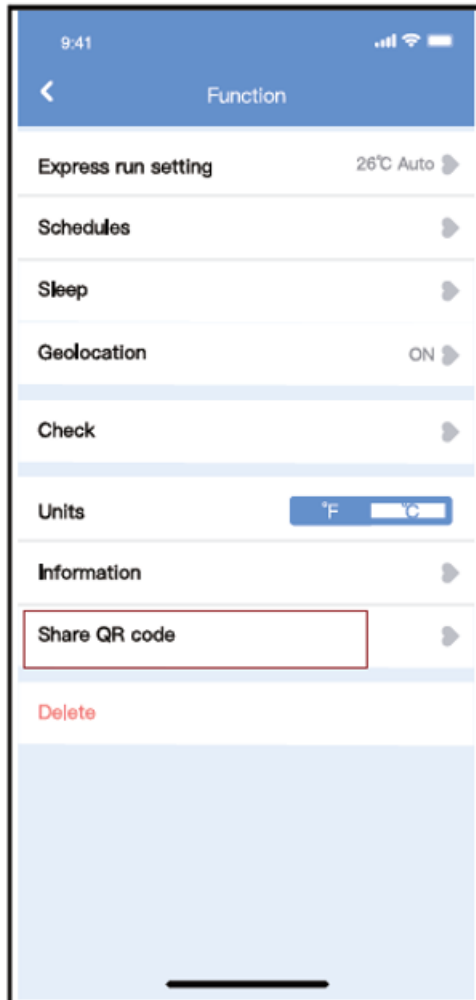 9:41
Function
Express run setting 26°C Auto
Schedules
Sleep
Geolocation ON
Check
Units °F °C
Information
Share QR code
Delete